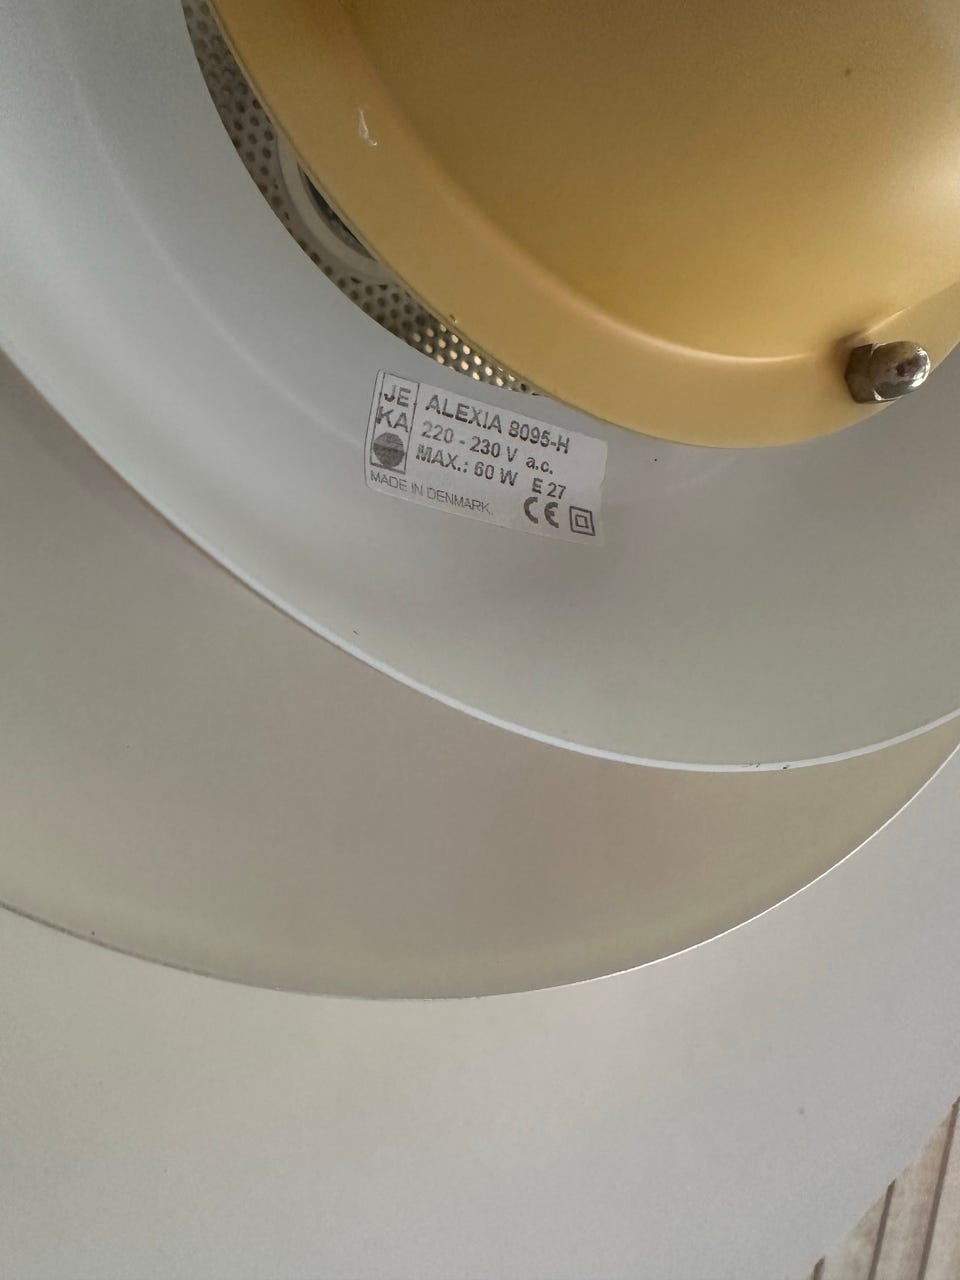 JE
KA
ALEXIA 8095-H
220 - 230 V a.c.
MAX.: 60 W E 27
MADE IN DENMARK.
CE